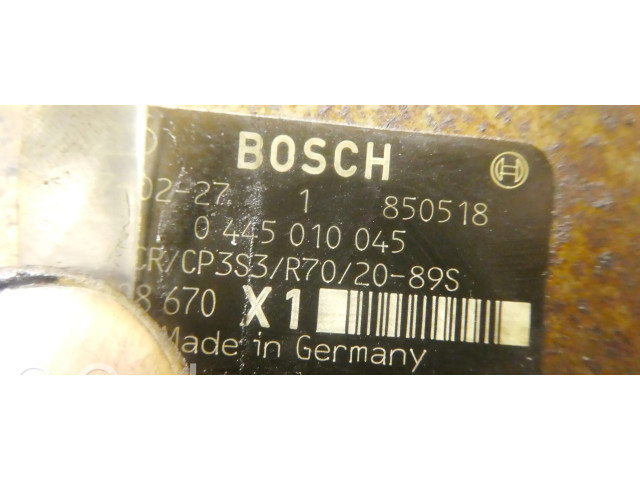 BOSCH
02-27 1 850518
0 445 010 045
CR/CP3S3/R70/20-89S
8 670 X1
Made in Germany